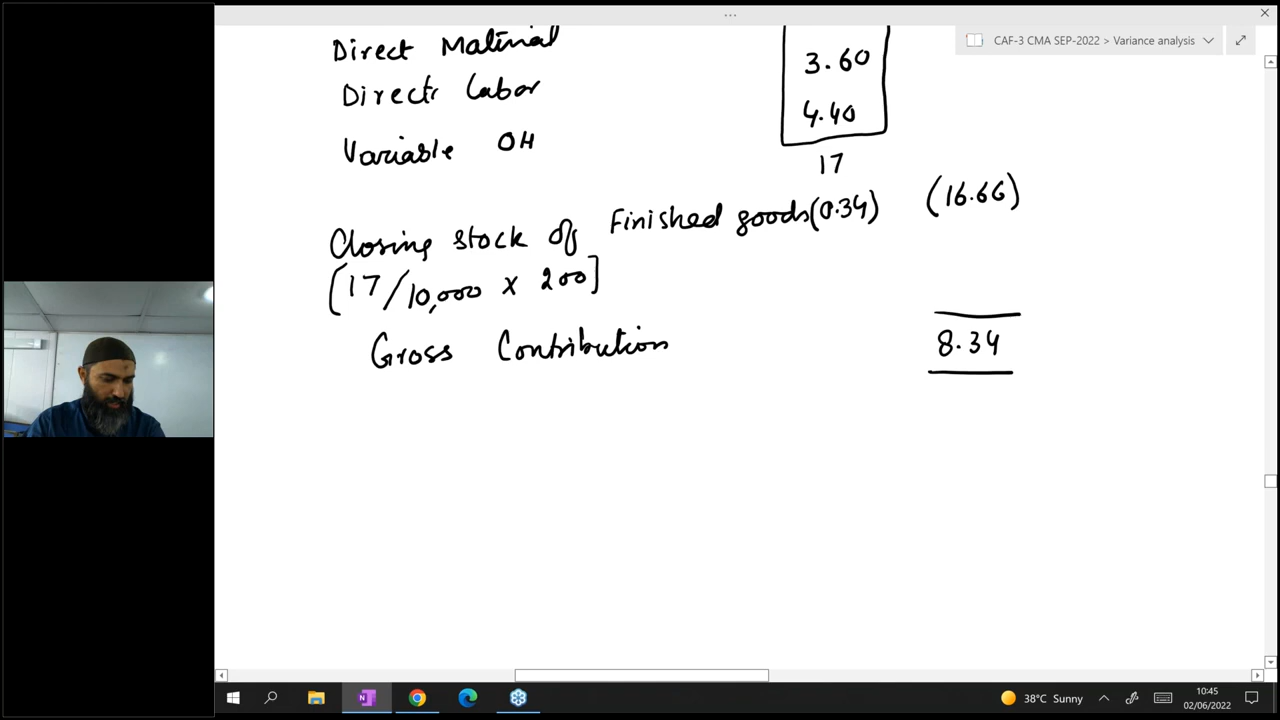 CAF-3 CMA SEP-2022 > Variance analysis
Direct Material
3.60
Direct Labor
4.40
Variable OH
17
Closing stock of Finished goods (0.34) (16.66)
[17/10,000 x 200]
Gross Contribution 8.34
38°C Sunny
10:45
02/06/2022